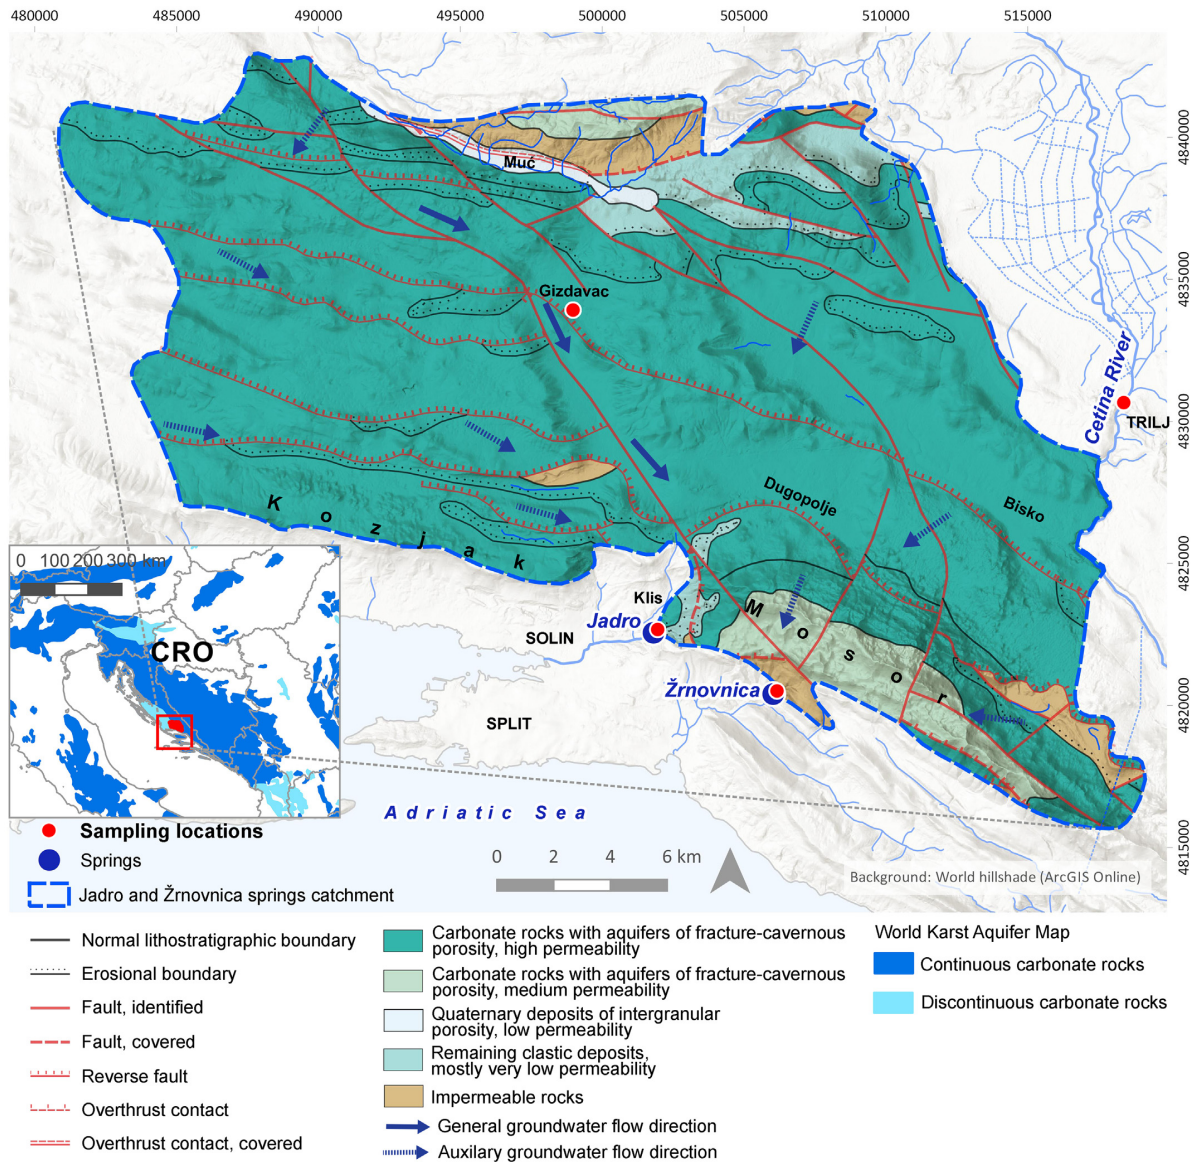 480000 485000 490000 495000 500000 505000 510000 515000
4840000
4835000
4830000
4825000
4820000
4815000
Muć
Gizdavac
Cetina River
TRILJ
Dugopolje
Bisko
Kozjak
Klis
Mosor
Jadro
SOLIN
Žrnovnica
SPLIT
Adriatic Sea
0 100 200 300 km
CRO
Sampling locations
Springs
Jadro and Žrnovnica springs catchment
0 2 4 6 km
Background: World hillshade (ArcGIS Online)
Normal lithostratigraphic boundary
Erosional boundary
Fault, identified
Fault, covered
Reverse fault
Overthrust contact
Overthrust contact, covered
Carbonate rocks with aquifers of fracture-cavernous
porosity, high permeability
Carbonate rocks with aquifers of fracture-cavernous
porosity, medium permeability
Quaternary deposits of intergranular
porosity, low permeability
Remaining clastic deposits,
mostly very low permeability
Impermeable rocks
General groundwater flow direction
Auxilary groundwater flow direction
World Karst Aquifer Map
Continuous carbonate rocks
Discontinuous carbonate rocks